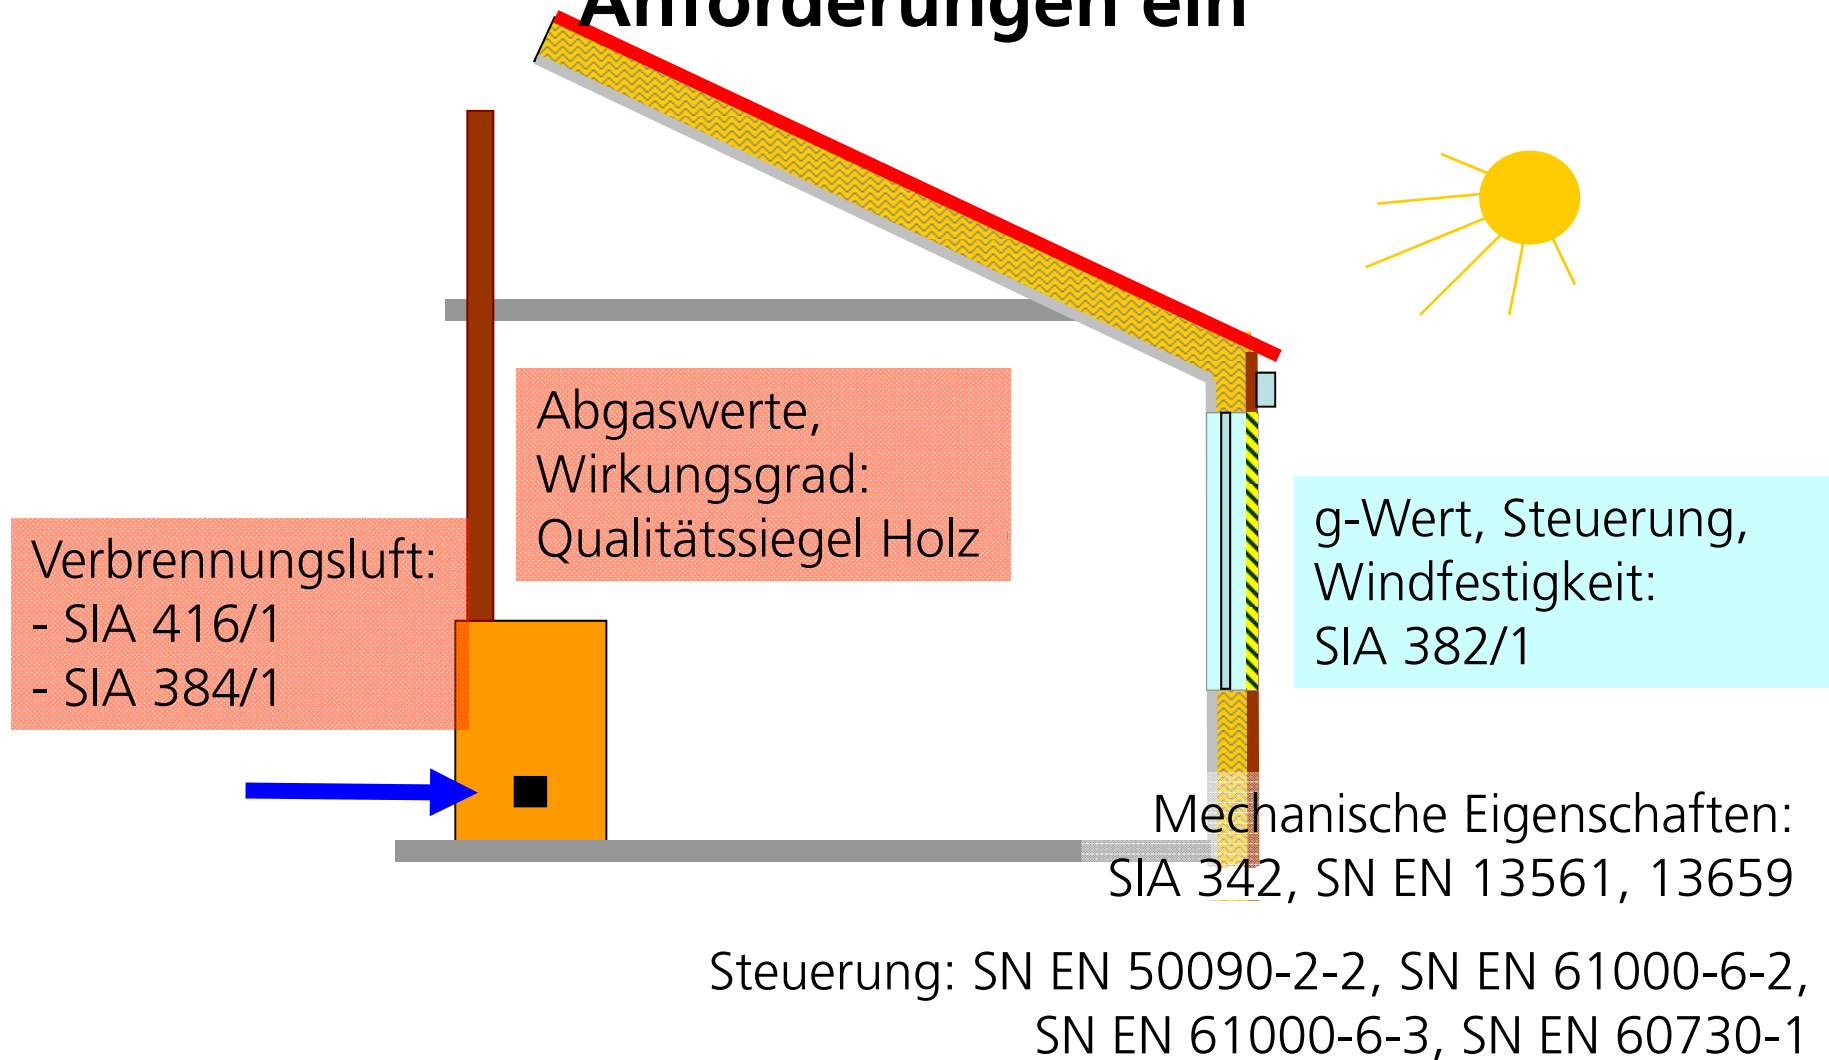 Anforderungen ein
Abgaswerte,
Wirkungsgrad:
Qualitätssiegel Holz
Verbrennungsluft:
- SIA 416/1
- SIA 384/1
g-Wert, Steuerung,
Windfestigkeit:
SIA 382/1
Mechanische Eigenschaften:
SIA 342, SN EN 13561, 13659
Steuerung: SN EN 50090-2-2, SN EN 61000-6-2,
SN EN 61000-6-3, SN EN 60730-1